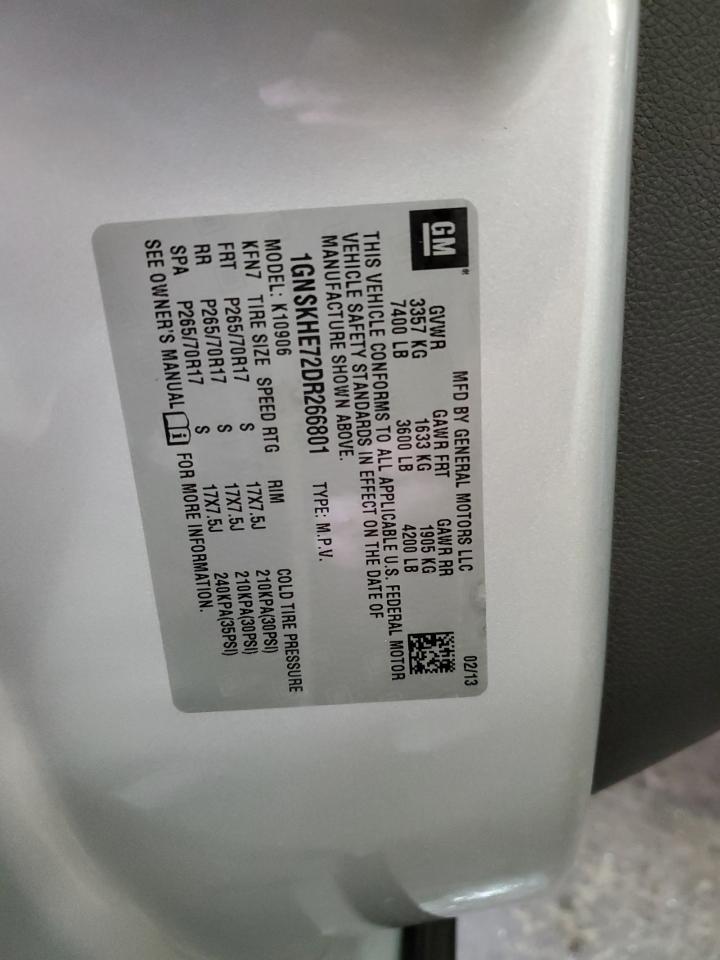 GM®
MFD BY GENERAL MOTORS LLC 02/13
GVWR GAWR FRT GAWR RR
3357 KG 1633 KG 1905 KG
7400 LB 3600 LB 4200 LB
THIS VEHICLE CONFORMS TO ALL APPLICABLE U.S. FEDERAL MOTOR
VEHICLE SAFETY STANDARDS IN EFFECT ON THE DATE OF
MANUFACTURE SHOWN ABOVE.
1GNSKHE72DR266801 TYPE: M.P.V.
MODEL: K10906
KFN7 TIRE SIZE SPEED RTG RIM COLD TIRE PRESSURE
FRT P265/70R17 S 17X7.5J 210KPA(30PSI)
RR P265/70R17 S 17X7.5J 210KPA(30PSI)
SPA P265/70R17 S 17X7.5J 240KPA(35PSI)
SEE OWNER'S MANUAL i FOR MORE INFORMATION.